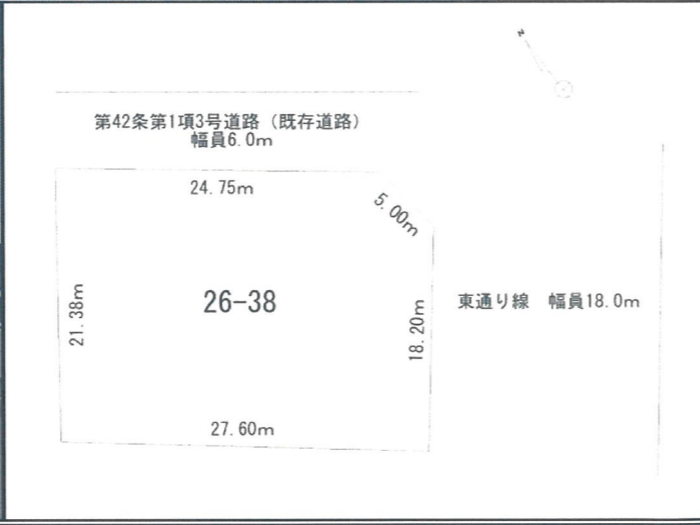 N
第42条第1項3号道路（既存道路）
幅員6.0m
24.75m
5.00m
21.38m
26-38
18.20m
東通り線　幅員18.0m
27.60m